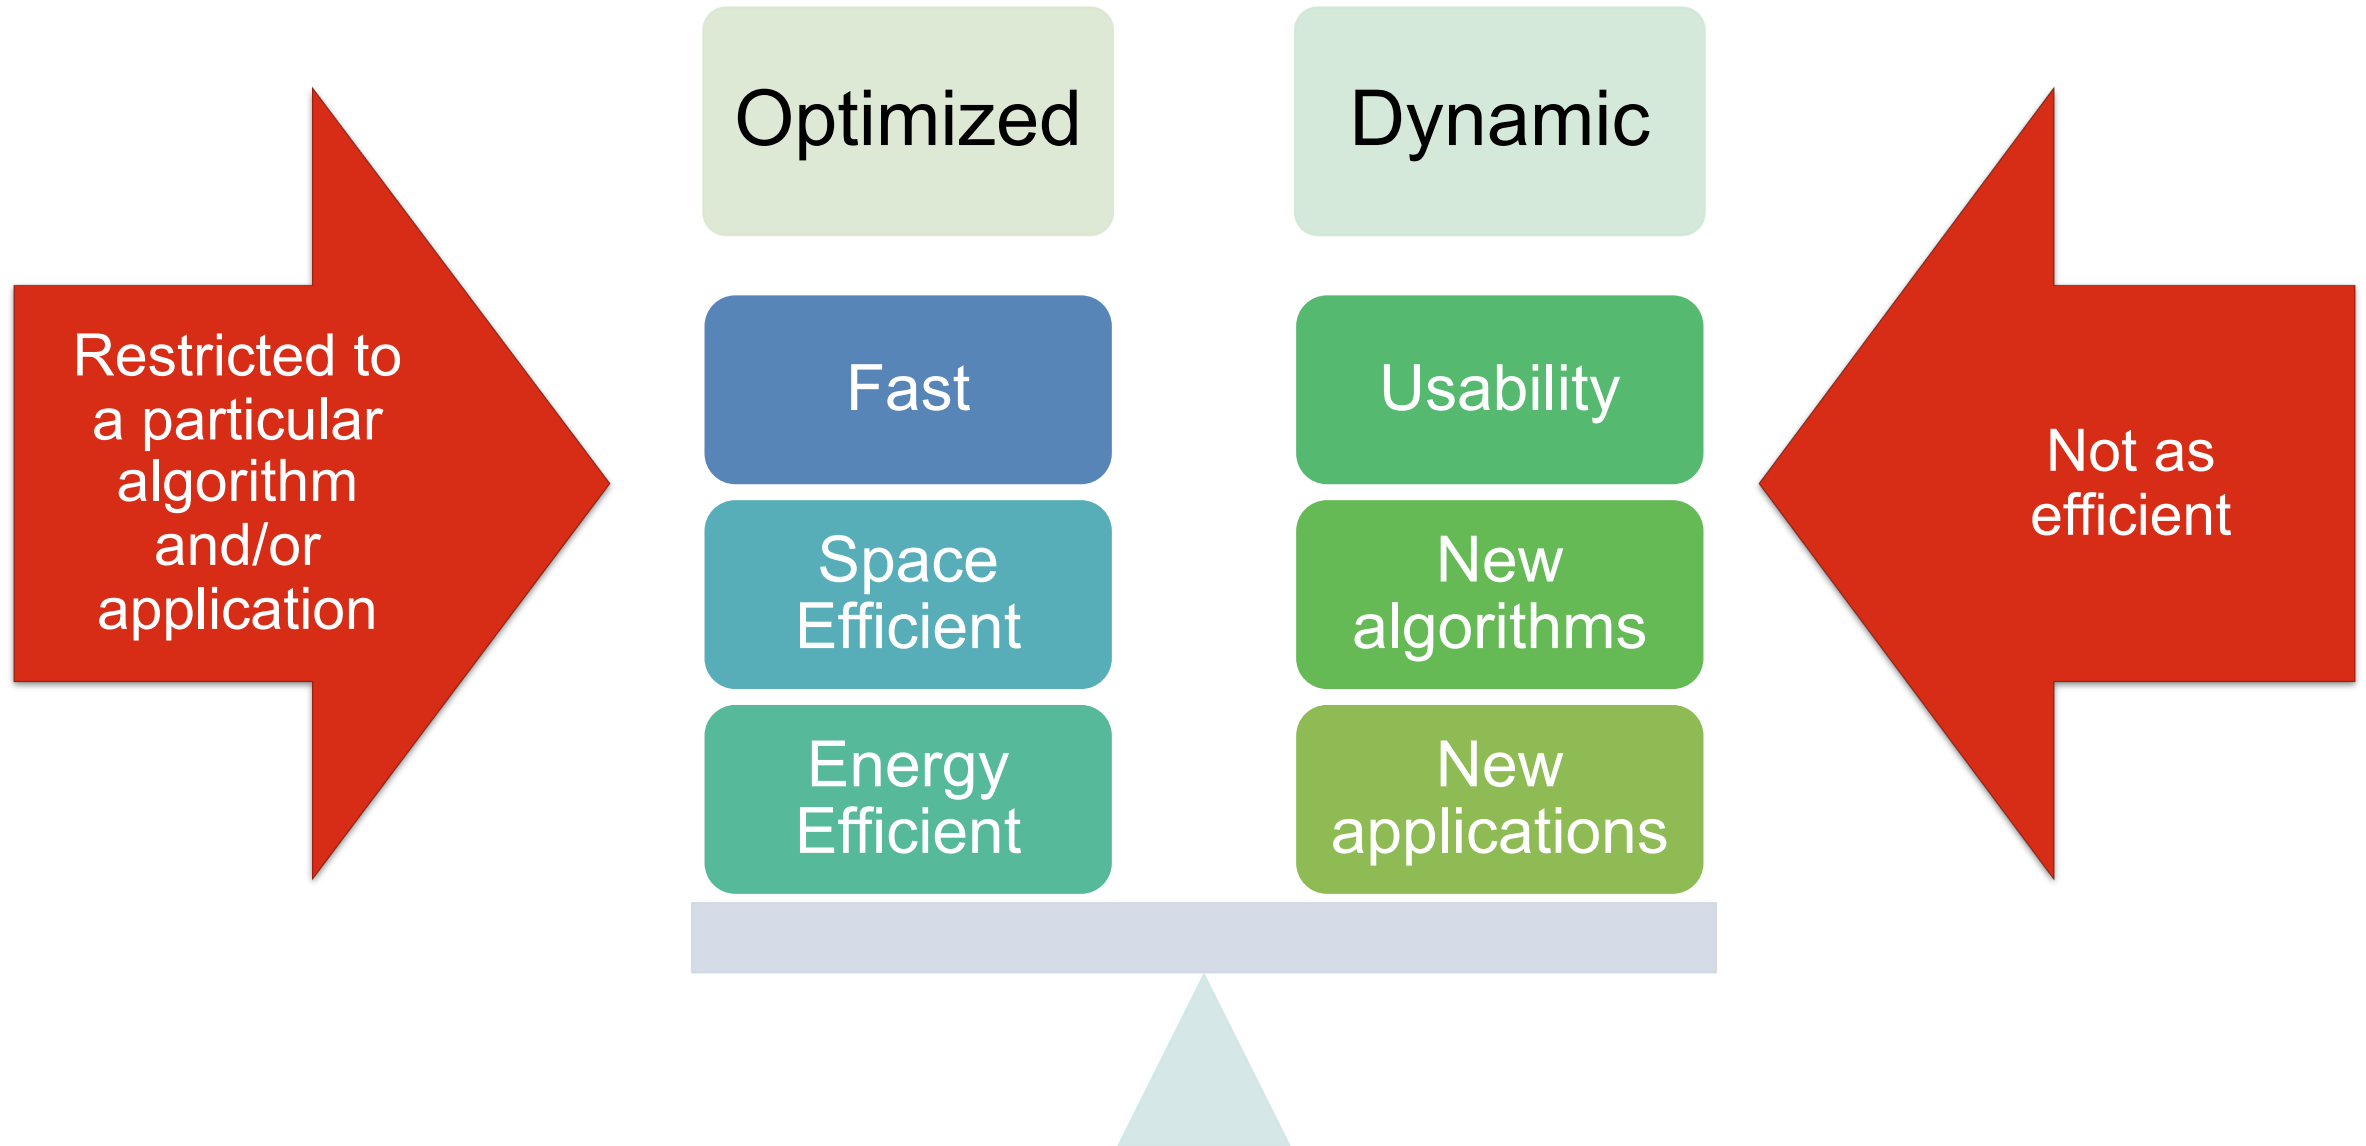 Optimized
Dynamic
Restricted to
a particular
algorithm
and/or
application
Fast
Space
Efficient
Energy
Efficient
Usability
New
algorithms
New
applications
Not as
efficient